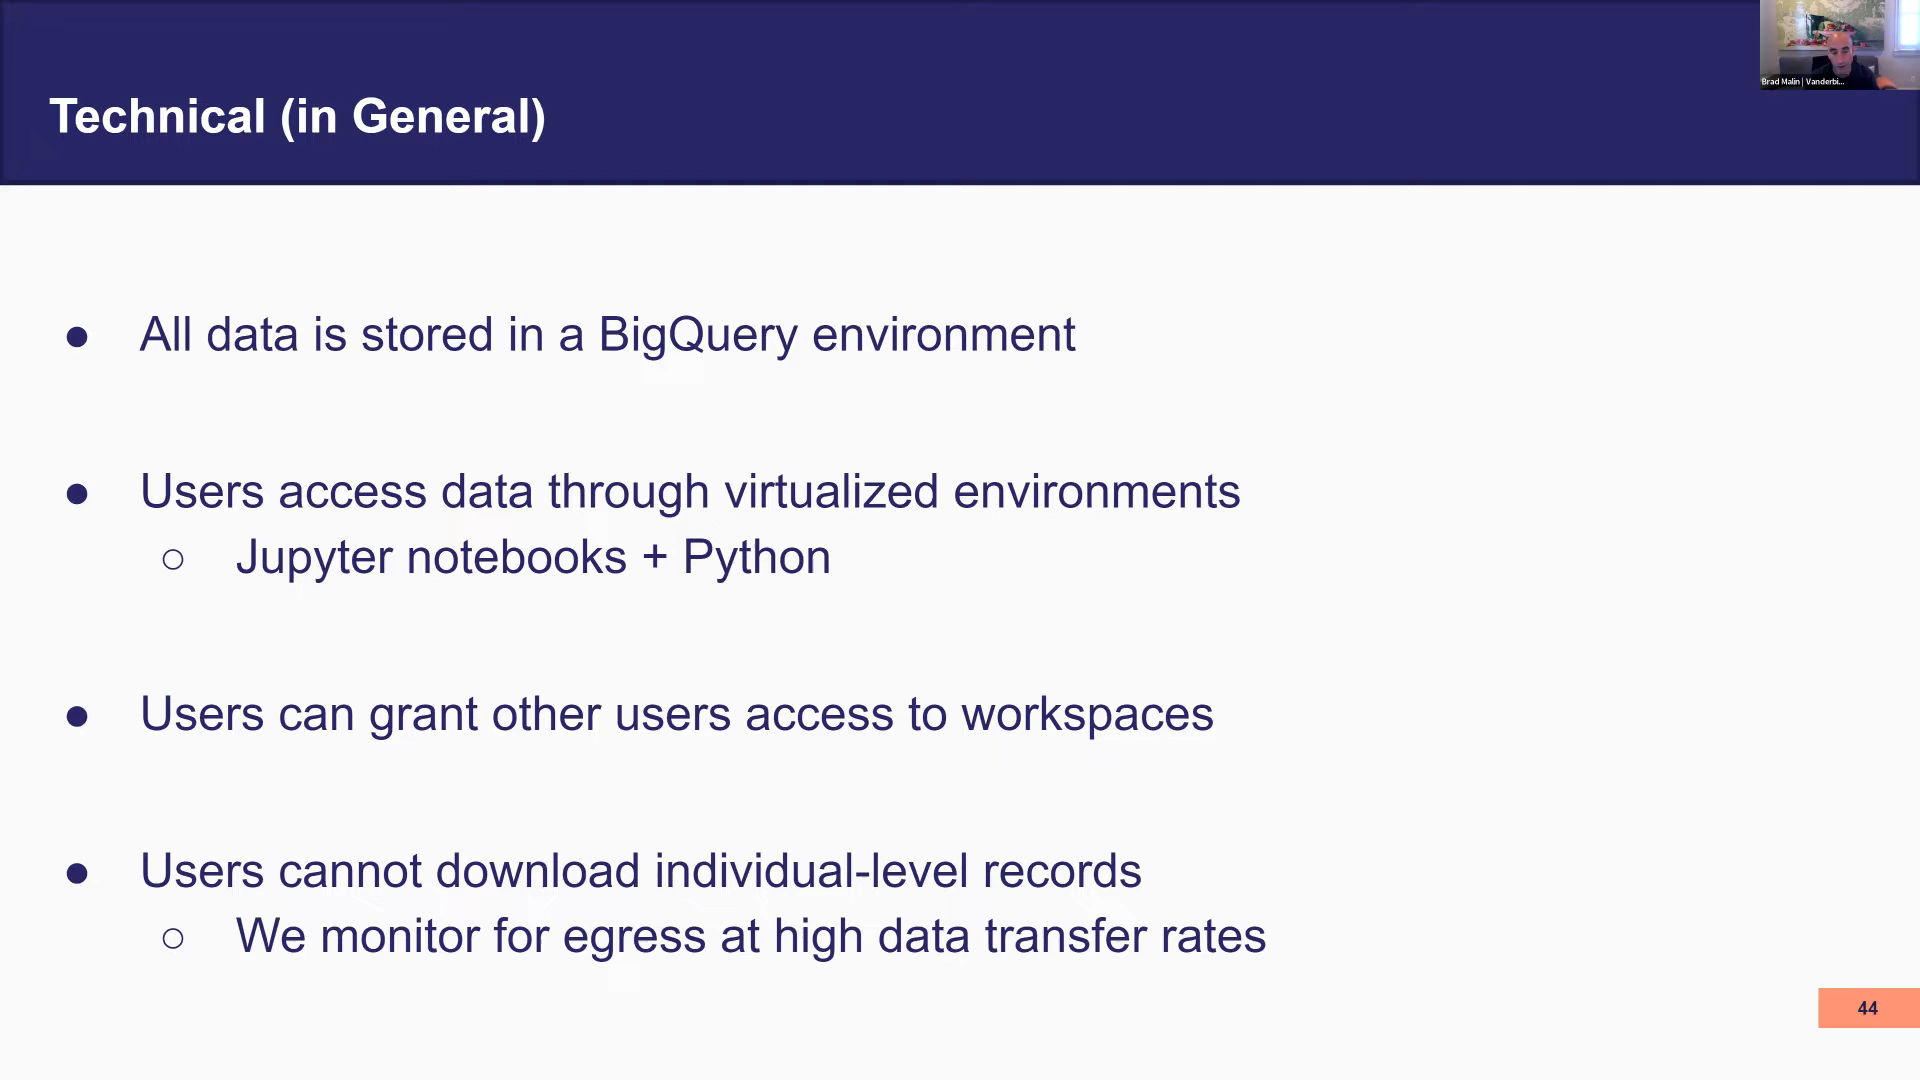 Brad Malin | Vanderbi...
Technical (in General)
● All data is stored in a BigQuery environment
● Users access data through virtualized environments
○ Jupyter notebooks + Python
● Users can grant other users access to workspaces
● Users cannot download individual-level records
○ We monitor for egress at high data transfer rates
44